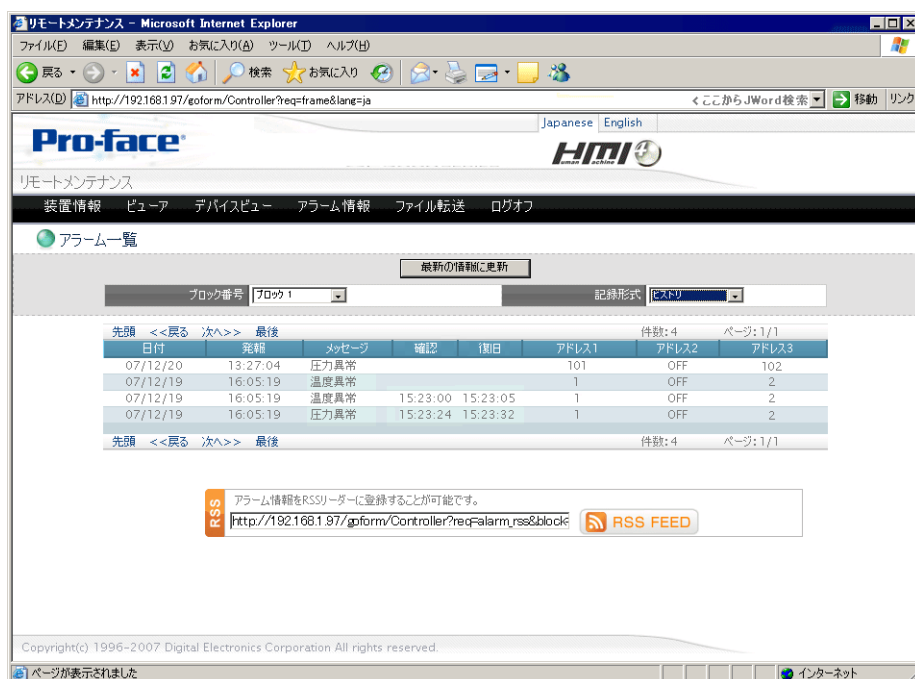 リモートメンテナンス - Microsoft Internet Explorer
ファイル(F) 編集(E) 表示(V) お気に入り(A) ツール(T) ヘルプ(H)
戻る 検索 お気に入り
アドレス(D) http://192.168.1.97/goform/Controller?req=frame&lang=ja ここからJWord検索 移動 リンク
Japanese English
Pro-face
HMI
Human Machine
リモートメンテナンス
装置情報 ビューア デバイスビュー アラーム情報 ファイル転送 ログオフ
アラーム一覧
最新の情報に更新
ブロック番号 ブロック 1 記録形式 ヒストリ
先頭 <<戻る 次へ>> 最後 件数:4 ページ:1/1
日付 発報 メッセージ 確認 復旧 アドレス1 アドレス2 アドレス3
07/12/20 13:27:04 圧力異常 101 OFF 102
07/12/19 16:05:19 温度異常 1 OFF 2
07/12/19 16:05:19 温度異常 15:23:00 15:23:05 1 OFF 2
07/12/19 16:05:19 圧力異常 15:23:24 15:23:32 1 OFF 2
先頭 <<戻る 次へ>> 最後 件数:4 ページ:1/1
RSS
アラーム情報をRSSリーダーに登録することが可能です。
http://192.168.1.97/goform/Controller?req=alarm_rss&block=
RSS FEED
Copyright(c) 1996-2007 Digital Electronics Corporation All rights reserved.
ページが表示されました インターネット